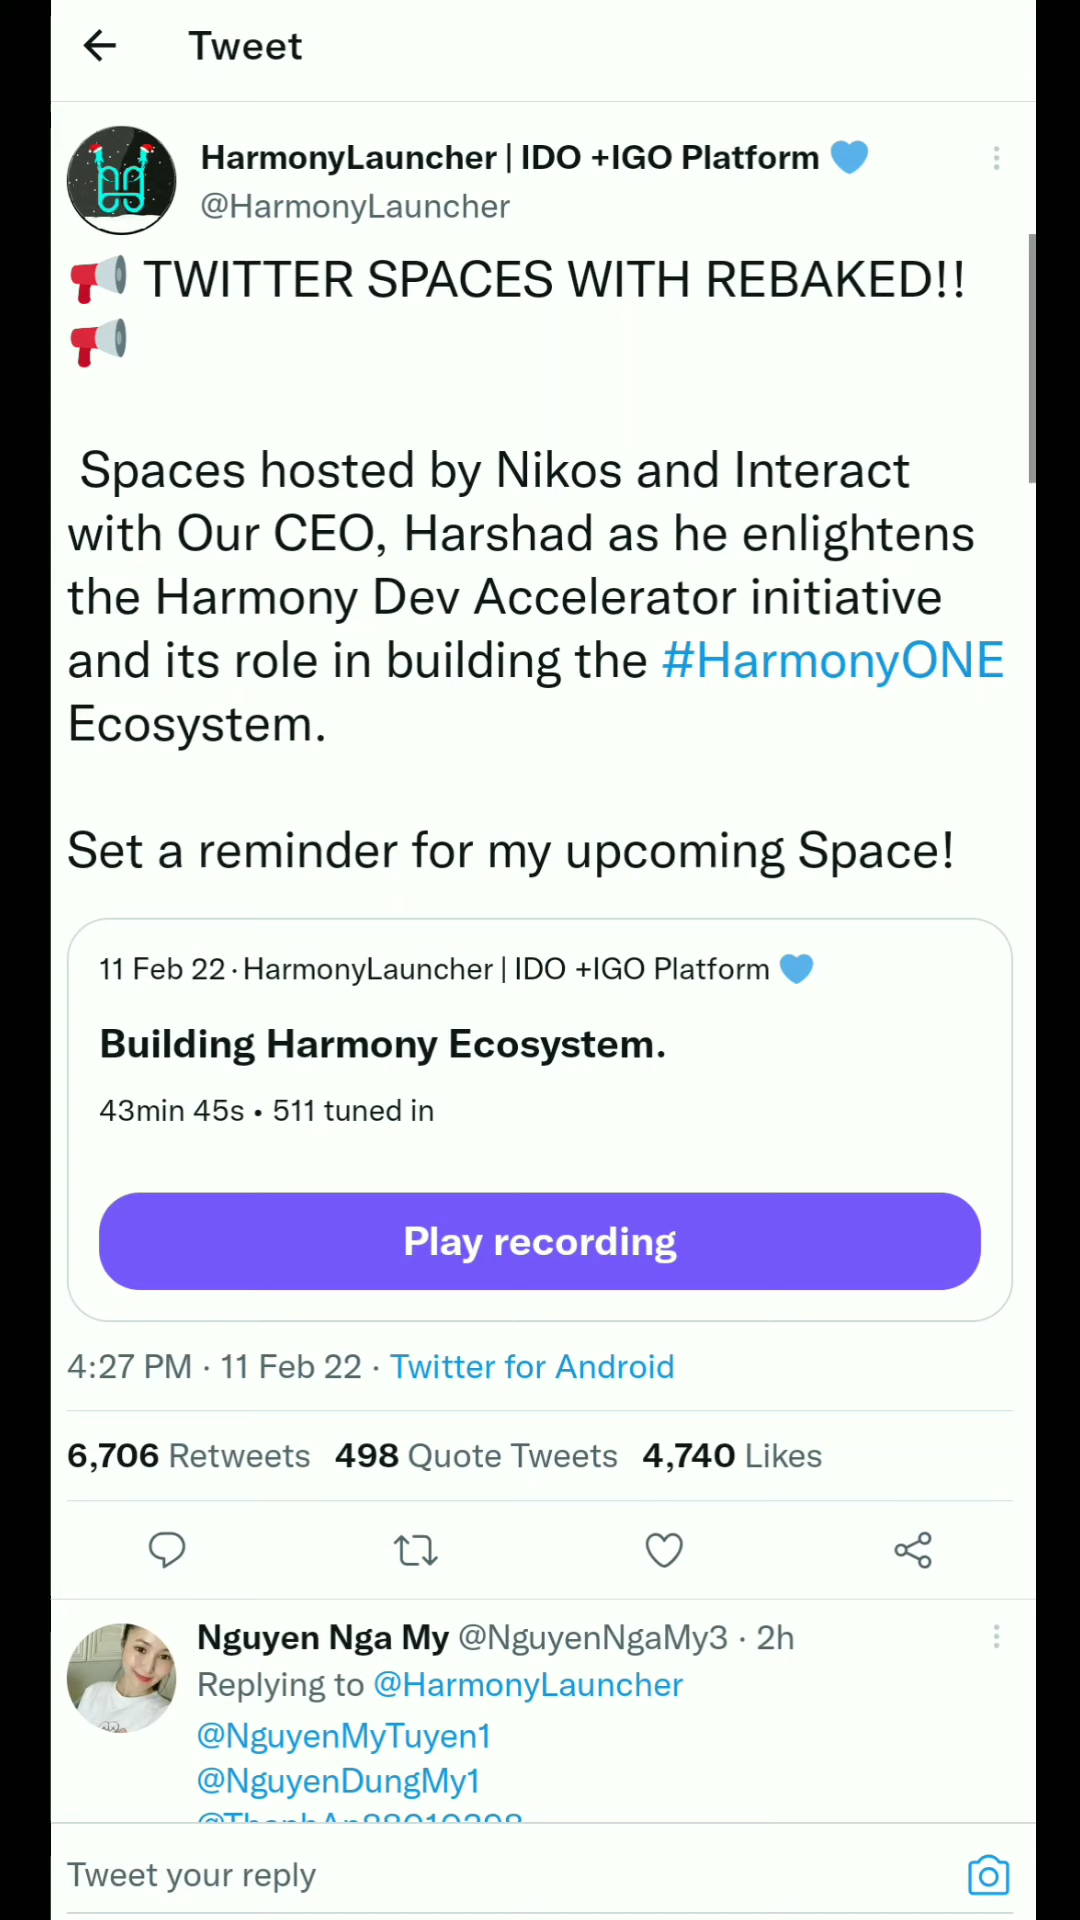 Tweet
HarmonyLauncher | IDO +IGO Platform 💙
@HarmonyLauncher
📢 TWITTER SPACES WITH REBAKED!!
📢
Spaces hosted by Nikos and Interact
with Our CEO, Harshad as he enlightens
the Harmony Dev Accelerator initiative
and its role in building the #HarmonyONE
Ecosystem.
Set a reminder for my upcoming Space!
11 Feb 22 · HarmonyLauncher | IDO +IGO Platform 💙
Building Harmony Ecosystem.
43min 45s • 511 tuned in
Play recording
4:27 PM · 11 Feb 22 · Twitter for Android
6,706 Retweets 498 Quote Tweets 4,740 Likes
Nguyen Nga My @NguyenNgaMy3 · 2h
Replying to @HarmonyLauncher
@NguyenMyTuyen1
@NguyenDungMy1
Tweet your reply